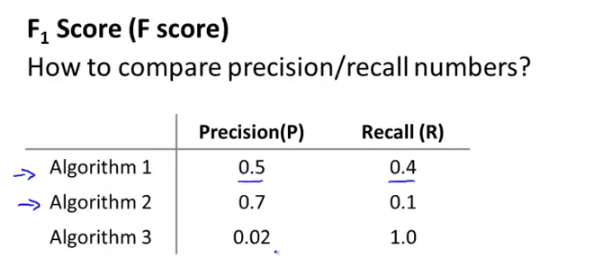 F₁ Score (F score)
How to compare precision/recall numbers?
Precision(P) Recall (R)
Algorithm 1 0.5 0.4
Algorithm 2 0.7 0.1
Algorithm 3 0.02 1.0